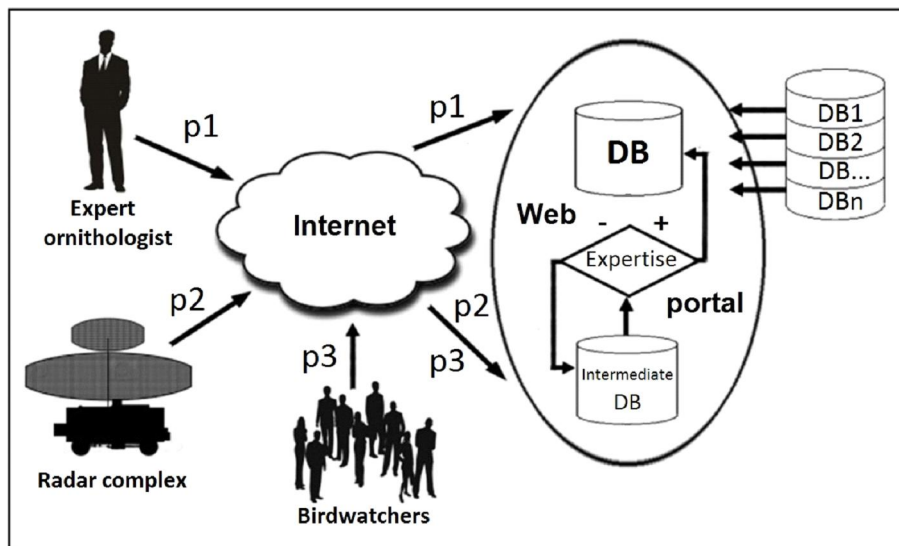 p1
Expert
ornithologist
p2
Radar complex
p3
Birdwatchers
Internet
p1
p2
p3
DB
Web
- +
Expertise
portal
Intermediate
DB
DB1
DB2
DB...
DBn